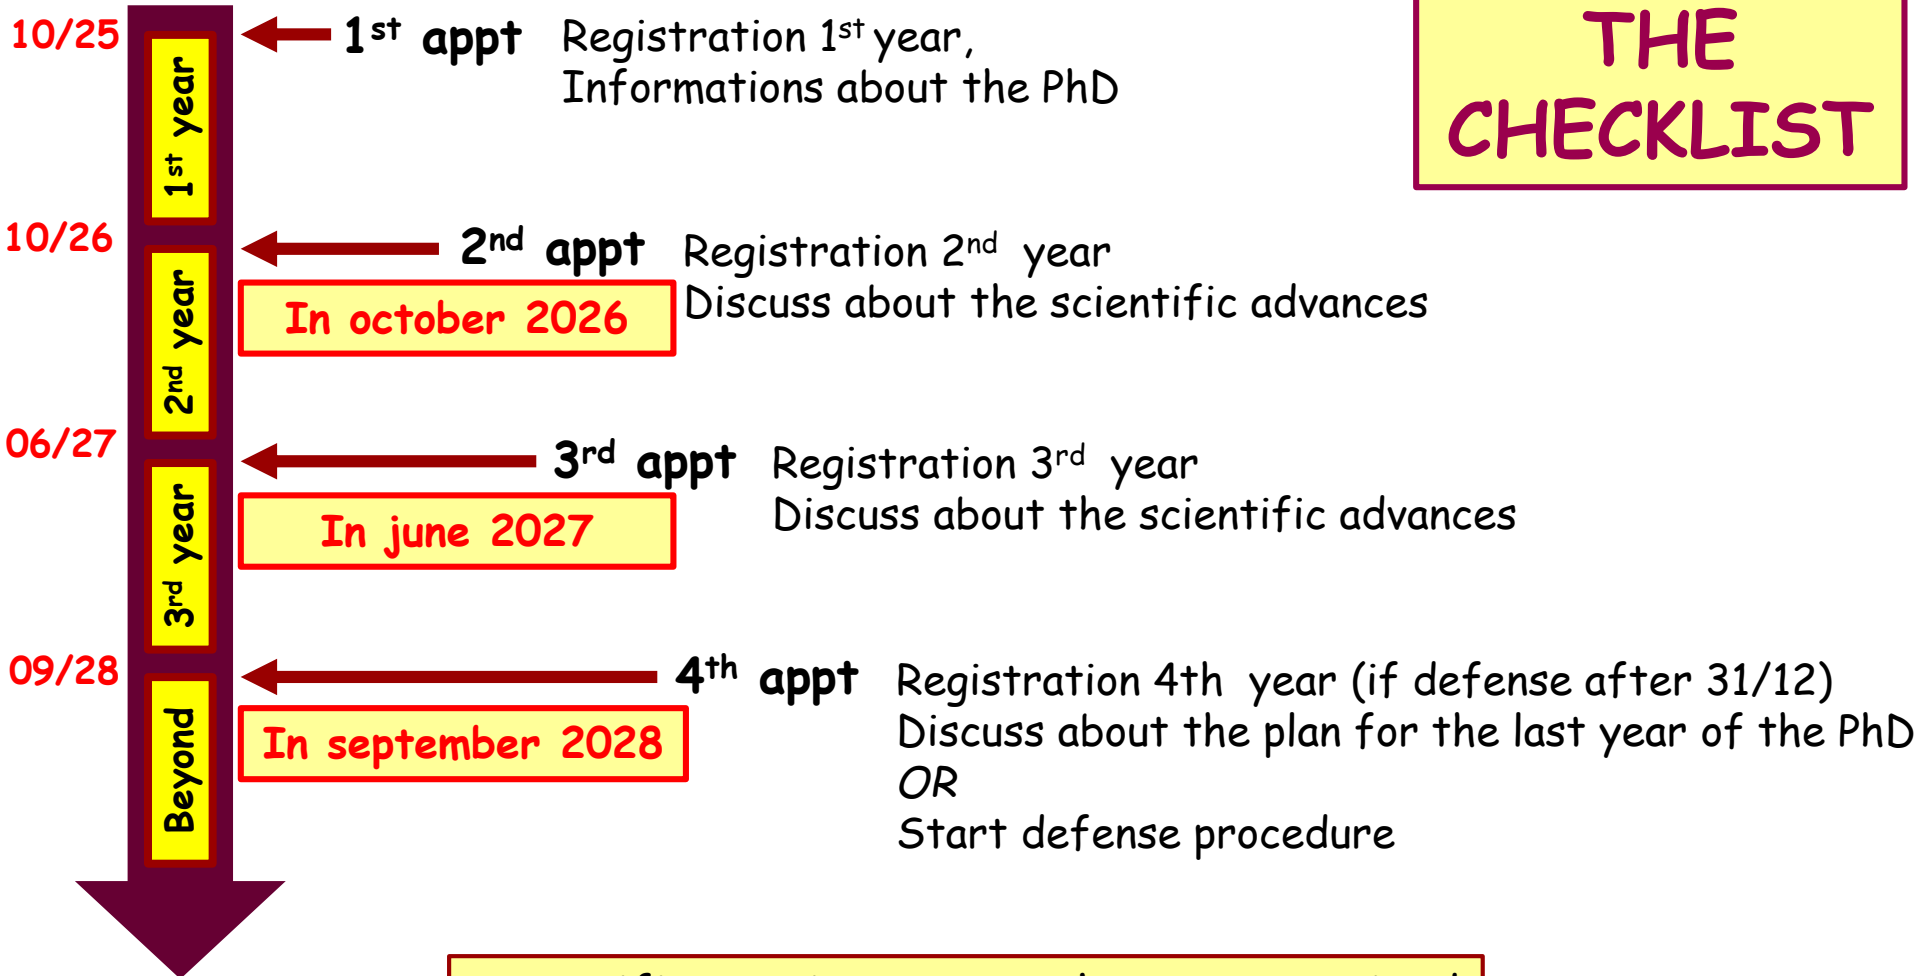 THE
CHECKLIST
10/25
1st year
1st appt Registration 1st year,
Informations about the PhD
10/26
2nd year
2nd appt Registration 2nd year
In october 2026
Discuss about the scientific advances
06/27
3rd year
3rd appt Registration 3rd year
In june 2027
Discuss about the scientific advances
09/28
Beyond
4th appt Registration 4th year (if defense after 31/12)
In september 2028
Discuss about the plan for the last year of the PhD
OR
Start defense procedure